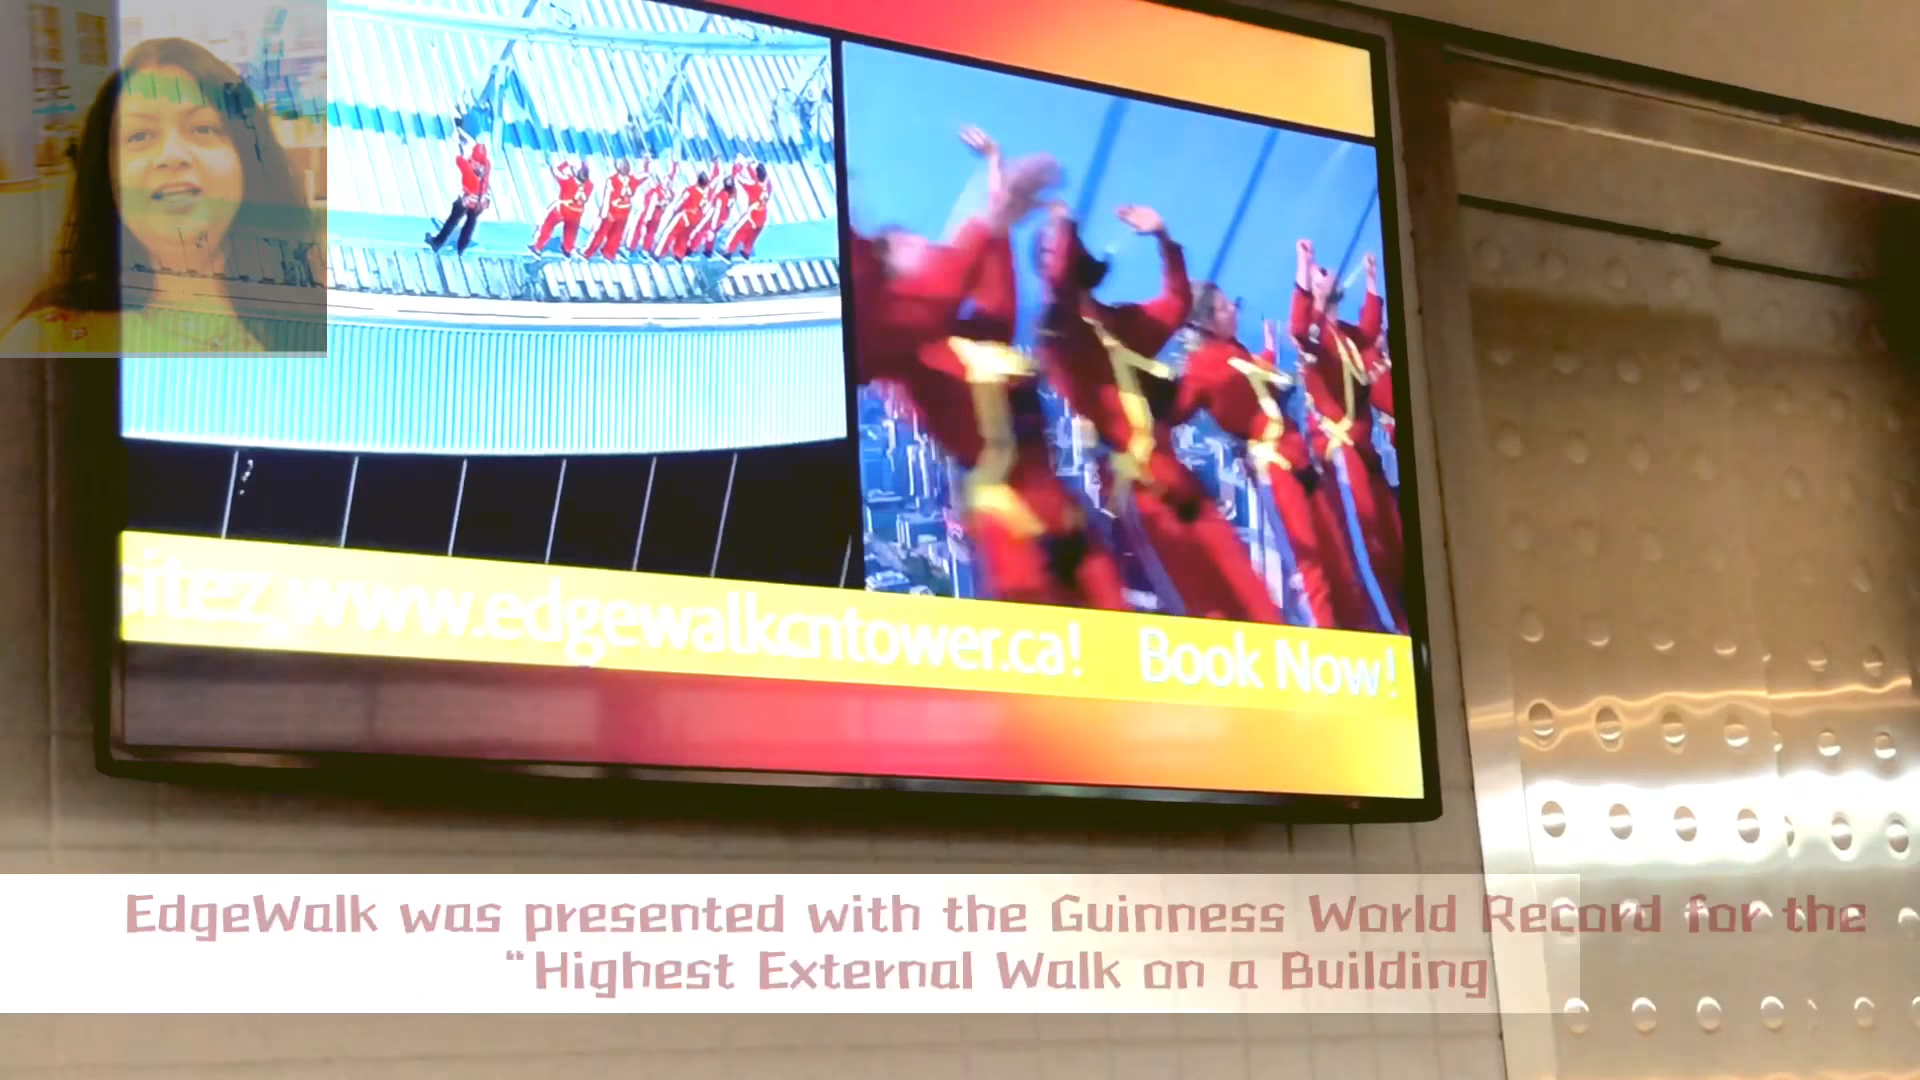 sitez www.edgewalkcntower.ca! Book Now!
EdgeWalk was presented with the Guinness World Record for the
“Highest External Walk on a Building